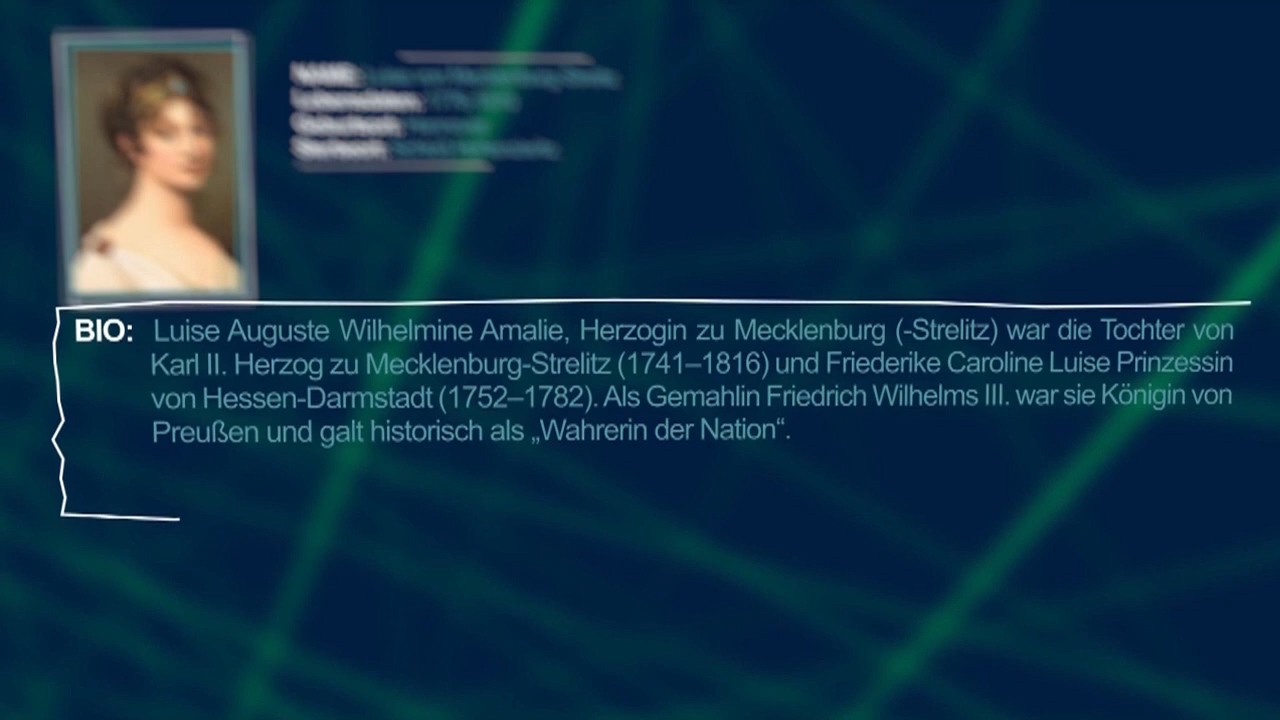 NAME:
BIO: Luise Auguste Wilhelmine Amalie, Herzogin zu Mecklenburg (-Strelitz) war die Tochter von
Karl II. Herzog zu Mecklenburg-Strelitz (1741–1816) und Friederike Caroline Luise Prinzessin
von Hessen-Darmstadt (1752–1782). Als Gemahlin Friedrich Wilhelms III. war sie Königin von
Preußen und galt historisch als „Wahrerin der Nation“.